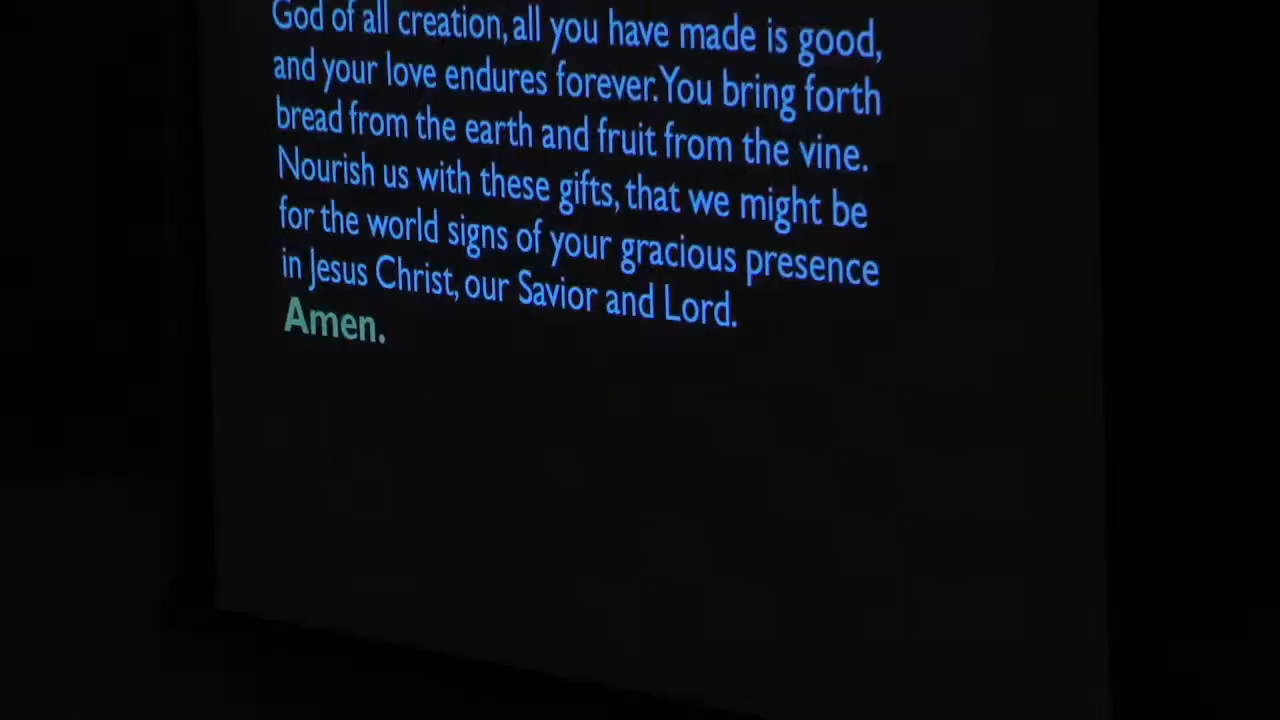 God of all creation, all you have made is good,
and your love endures forever. You bring forth
bread from the earth and fruit from the vine.
Nourish us with these gifts, that we might be
for the world signs of your gracious presence
in Jesus Christ, our Savior and Lord.
Amen.